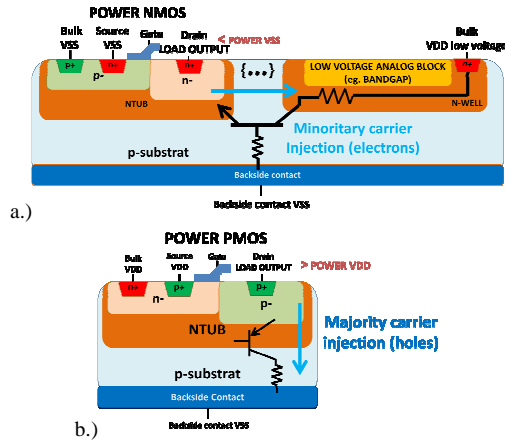 POWER NMOS
Bulk
VSS
Source
VSS
Gate
Drain
LOAD OUTPUT
< POWER VSS
Bulk
VDD low voltage
p+
n+
n+
{...}
LOW VOLTAGE ANALOG BLOCK
(eg. BANDGAP)
n+
p-
n-
NTUB
N-WELL
Minoritary carrier
Injection (electrons)
p-substrat
Backside contact
Backside contact VSS
a.)
POWER PMOS
Bulk
VDD
Source
VDD
Gate
Drain
LOAD OUTPUT
> POWER VDD
n+
p+
p+
n-
p-
NTUB
Majority carrier
injection (holes)
p-substrat
Backside Contact
Backside contact VSS
b.)